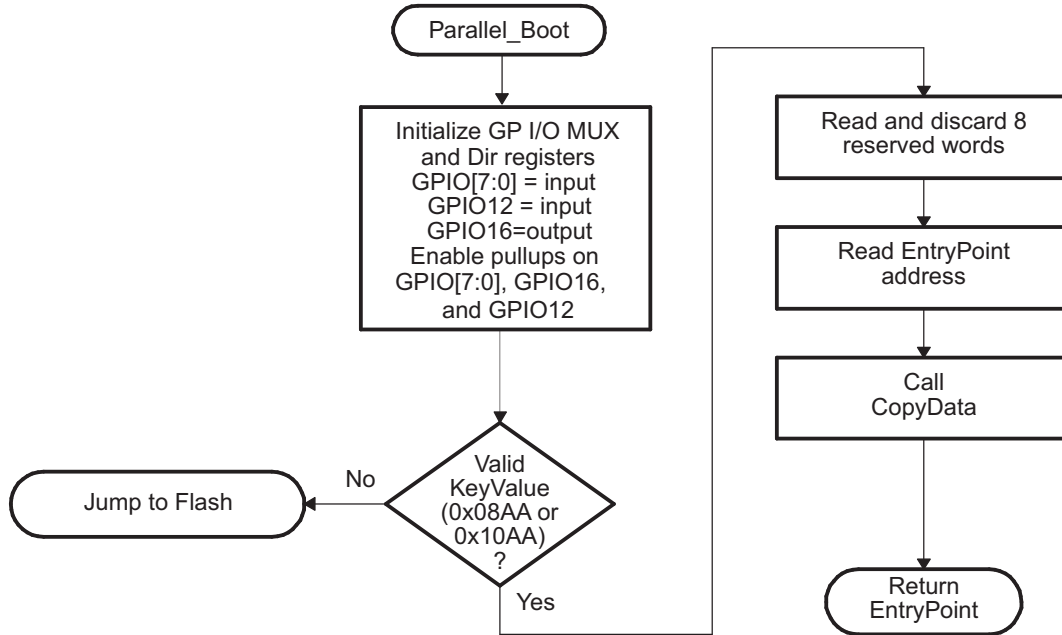 Parallel_Boot
Initialize GP I/O MUX
and Dir registers
GPIO[7:0] = input
GPIO12 = input
GPIO16=output
Enable pullups on
GPIO[7:0], GPIO16,
and GPIO12
Valid
KeyValue
(0x08AA or
0x10AA)
?
No
Jump to Flash
Yes
Read and discard 8
reserved words
Read EntryPoint
address
Call
CopyData
Return
EntryPoint